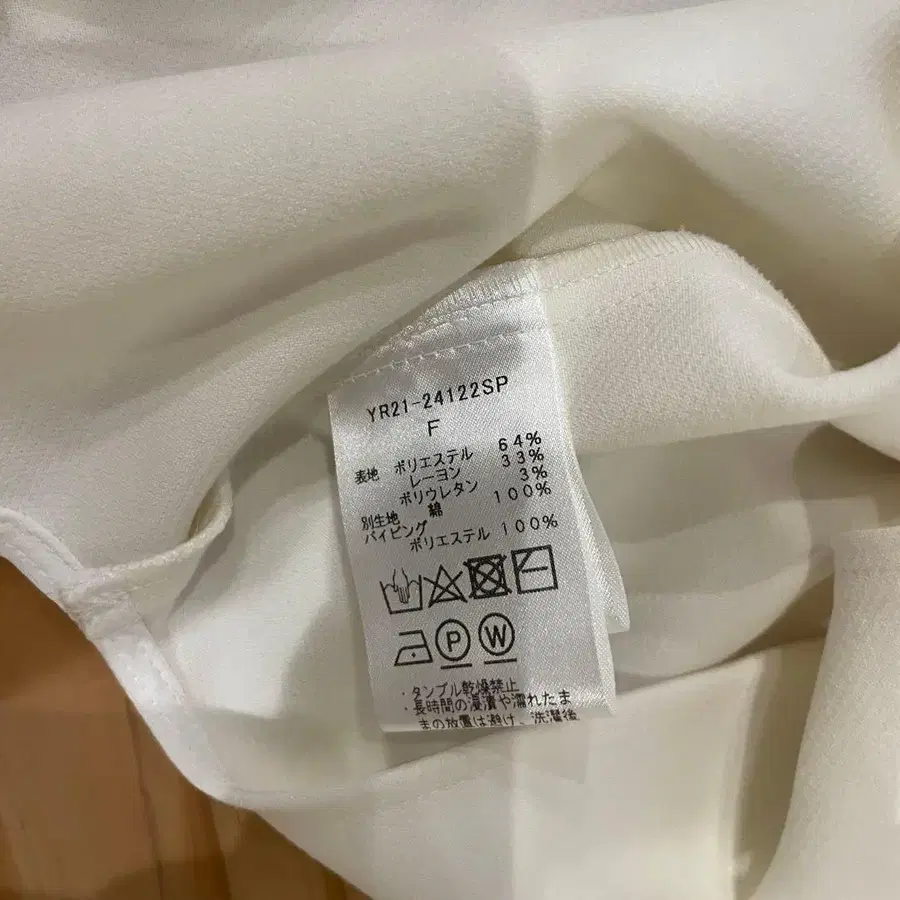 YR21-24122SP
F
表地 ポリエステル 64%
レーヨン 33%
ポリウレタン 3%
別生地 綿 100%
パイピング
ポリエステル 100%
P W
・タンブル乾燥禁止
・長時間の浸漬や濡れたま
まの放置は避け、洗濯後